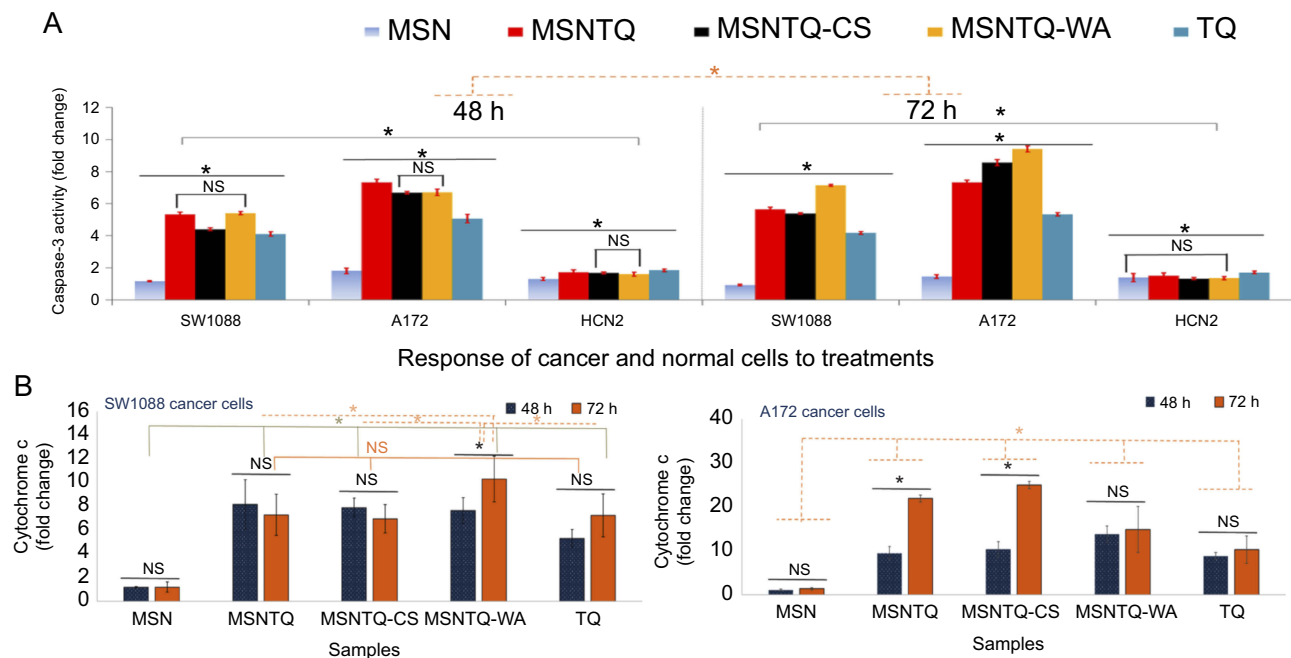 A
MSN MSNTQ MSNTQ-CS MSNTQ-WA TQ
*
Caspase-3 activity (fold change)
12
10
8
6
4
2
0
48 h
72 h
*
*
*
NS
*
NS
*
NS
*
*
*
NS
SW1088 A172 HCN2 SW1088 A172 HCN2
Response of cancer and normal cells to treatments
B
SW1088 cancer cells
48 h 72 h
Cytochrome c
(fold change)
16
14
12
10
8
6
4
2
0
*
* * *
NS
*
NS
NS
NS
NS
MSN MSNTQ MSNTQ-CS MSNTQ-WA TQ
Samples
A172 cancer cells
48 h 72 h
Cytochrome c
(fold change)
40
30
20
10
0
*
*
*
NS
NS
NS
MSN MSNTQ MSNTQ-CS MSNTQ-WA TQ
Samples